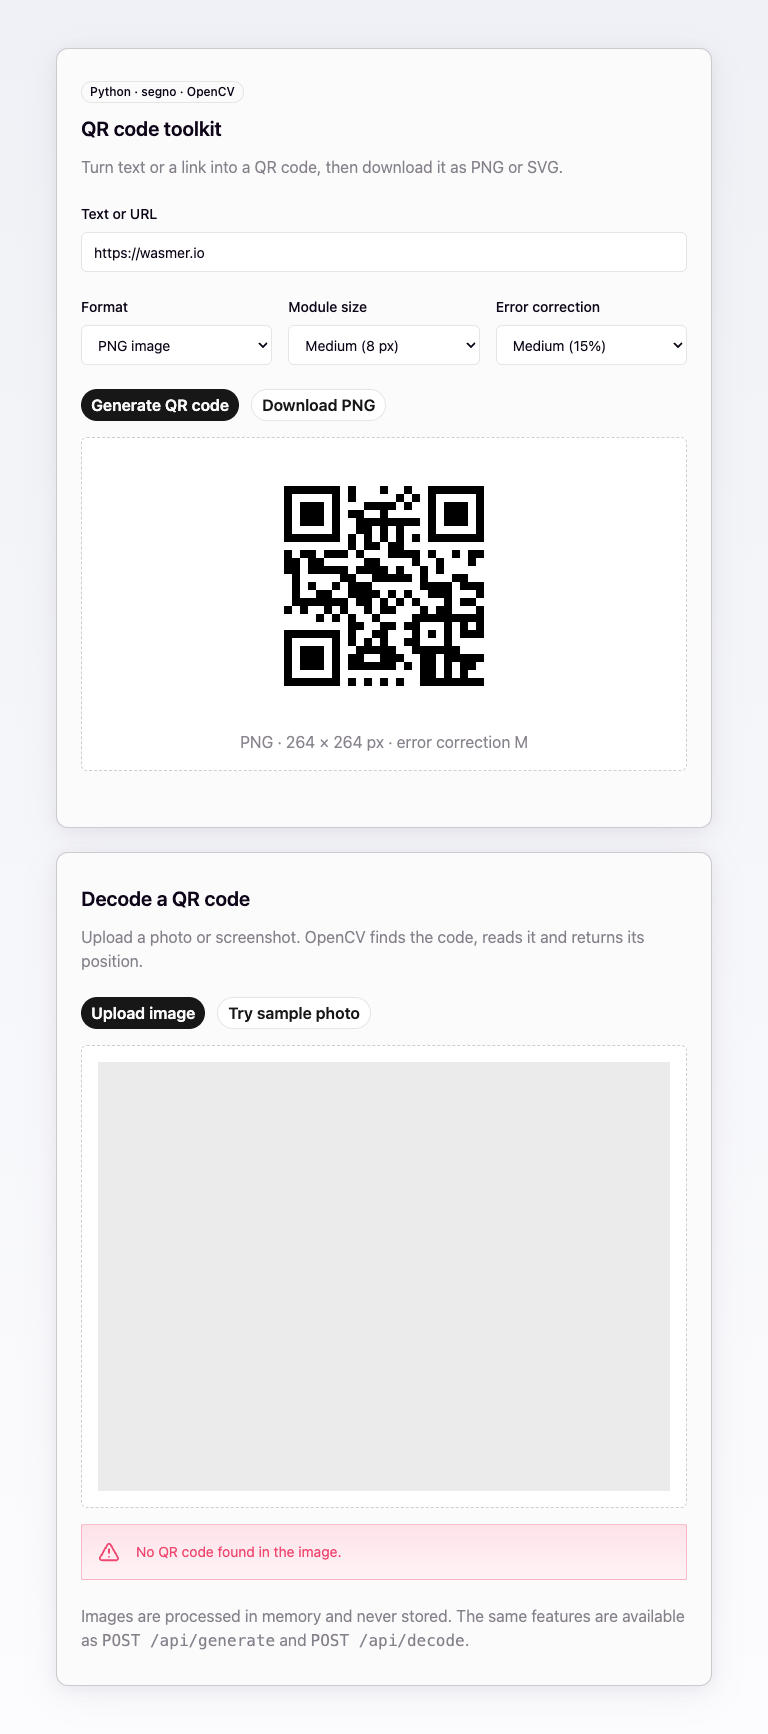 Python · segno · OpenCV
QR code toolkit
Turn text or a link into a QR code, then download it as PNG or SVG.
Text or URL
https://wasmer.io
Format
Module size
Error correction
PNG image
Medium (8 px)
Medium (15%)
Generate QR code
Download PNG
PNG · 264 × 264 px · error correction M
Decode a QR code
Upload a photo or screenshot. OpenCV finds the code, reads it and returns its
position.
Upload image
Try sample photo
No QR code found in the image.
Images are processed in memory and never stored. The same features are available
as POST /api/generate and POST /api/decode.